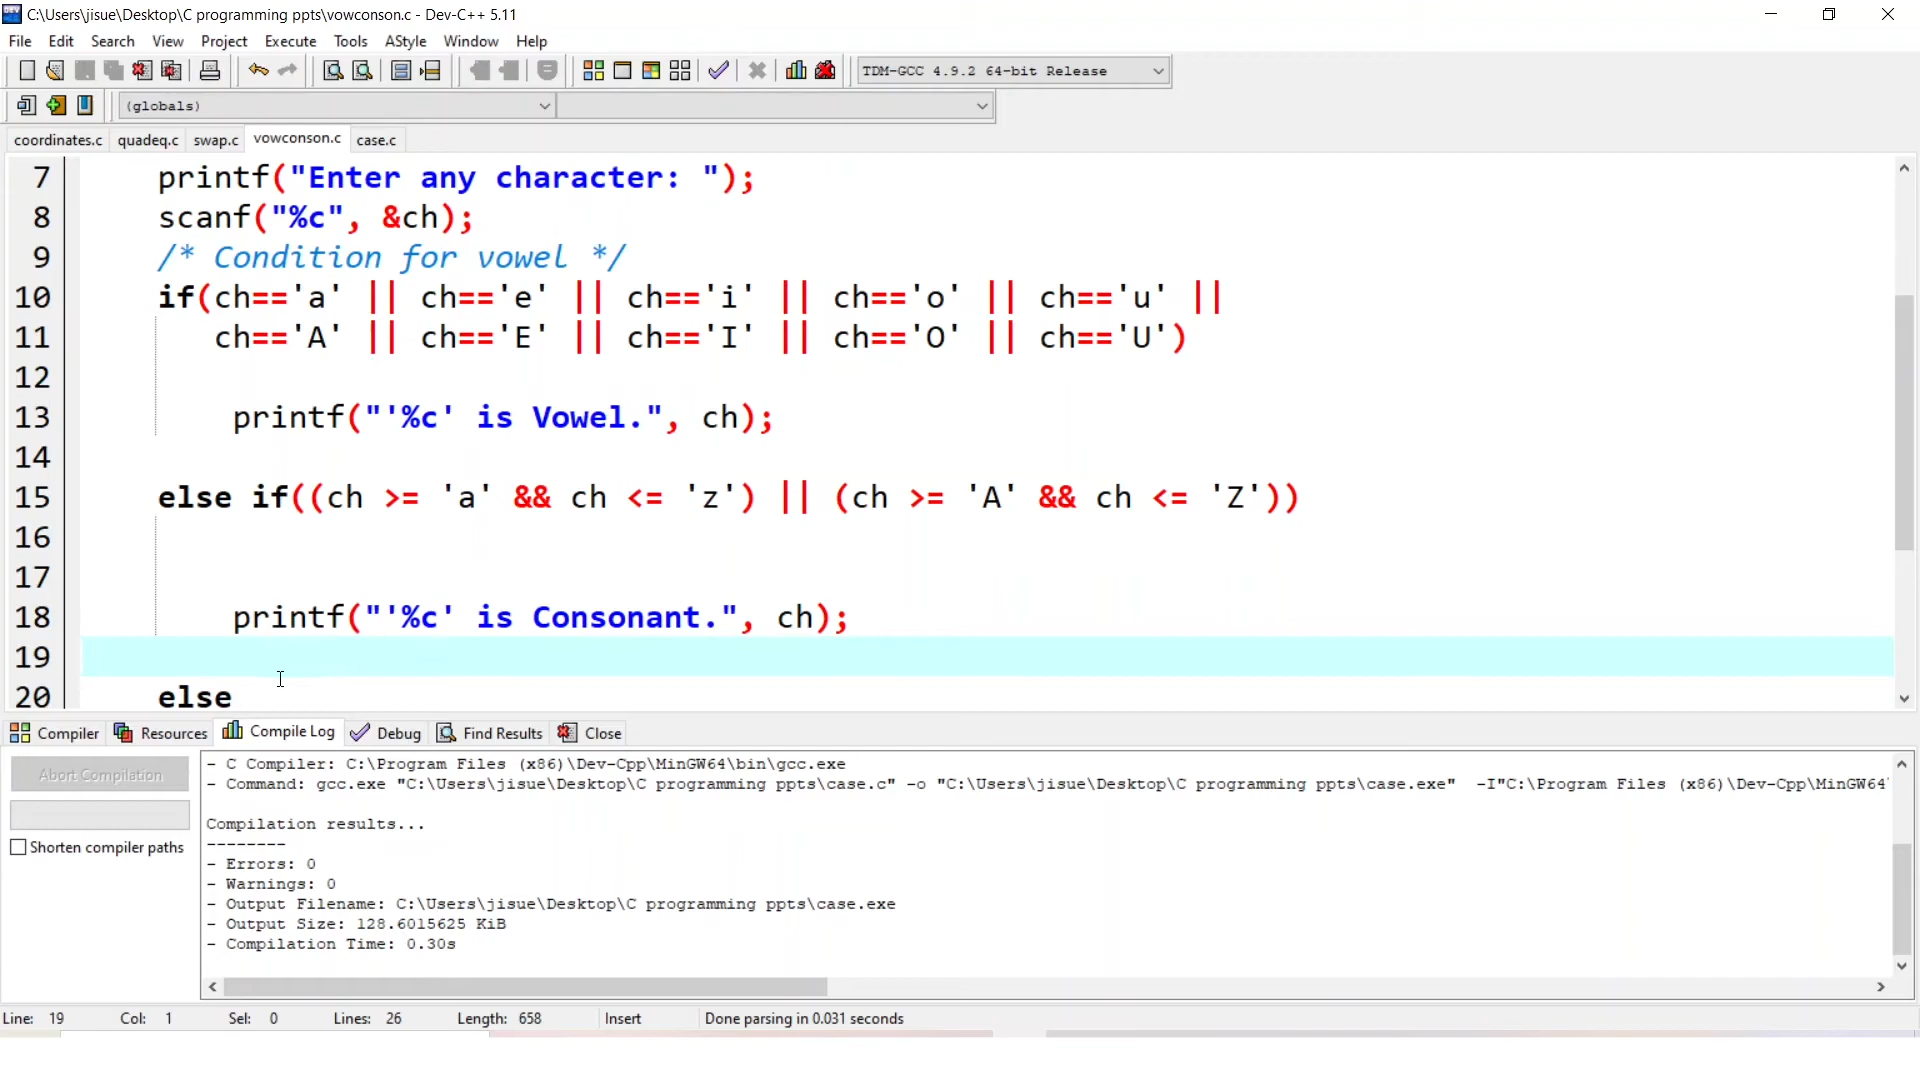 C:\Users\jisue\Desktop\C programming ppts\vowconson.c - Dev-C++ 5.11
File Edit Search View Project Execute Tools AStyle Window Help
TDM-GCC 4.9.2 64-bit Release
(globals)
coordinates.c quadeq.c swap.c vowconson.c case.c
7 printf("Enter any character: ");
8 scanf("%c", &ch);
9 /* Condition for vowel */
10 if(ch=='a' || ch=='e' || ch=='i' || ch=='o' || ch=='u' ||
11 ch=='A' || ch=='E' || ch=='I' || ch=='O' || ch=='U')
12
13 printf("'%c' is Vowel.", ch);
14
15 else if((ch >= 'a' && ch <= 'z') || (ch >= 'A' && ch <= 'Z'))
16
17
18 printf("'%c' is Consonant.", ch);
19
20 else
Compiler Resources Compile Log Debug Find Results Close
Abort Compilation
Shorten compiler paths
- C Compiler: C:\Program Files (x86)\Dev-Cpp\MinGW64\bin\gcc.exe
- Command: gcc.exe "C:\Users\jisue\Desktop\C programming ppts\case.c" -o "C:\Users\jisue\Desktop\C programming ppts\case.exe" -I"C:\Program Files (x86)\Dev-Cpp\MinGW64
Compilation results...
--------
- Errors: 0
- Warnings: 0
- Output Filename: C:\Users\jisue\Desktop\C programming ppts\case.exe
- Output Size: 128.6015625 KiB
- Compilation Time: 0.30s
Line: 19 Col: 1 Sel: 0 Lines: 26 Length: 658 Insert Done parsing in 0.031 seconds